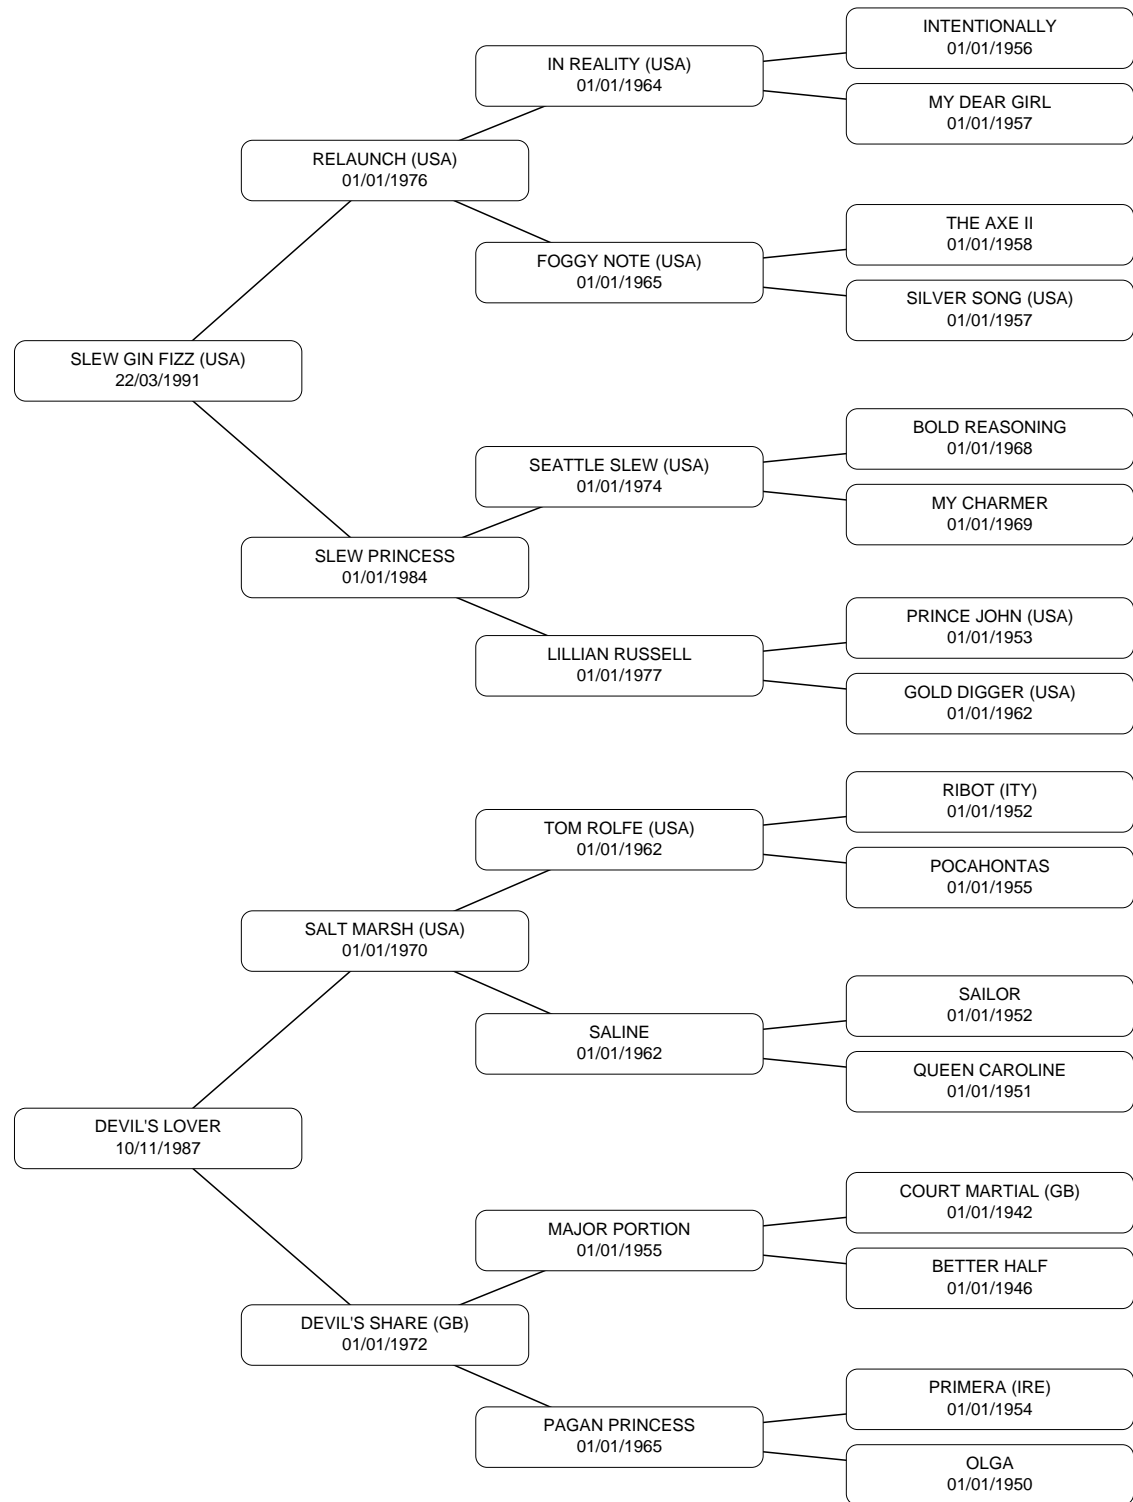 INTENTIONALLY
01/01/1956
IN REALITY (USA)
01/01/1964
MY DEAR GIRL
01/01/1957
RELAUNCH (USA)
01/01/1976
THE AXE II
01/01/1958
FOGGY NOTE (USA)
01/01/1965
SILVER SONG (USA)
01/01/1957
SLEW GIN FIZZ (USA)
22/03/1991
BOLD REASONING
01/01/1968
SEATTLE SLEW (USA)
01/01/1974
MY CHARMER
01/01/1969
SLEW PRINCESS
01/01/1984
PRINCE JOHN (USA)
01/01/1953
LILLIAN RUSSELL
01/01/1977
GOLD DIGGER (USA)
01/01/1962
RIBOT (ITY)
01/01/1952
TOM ROLFE (USA)
01/01/1962
POCAHONTAS
01/01/1955
SALT MARSH (USA)
01/01/1970
SAILOR
01/01/1952
SALINE
01/01/1962
QUEEN CAROLINE
01/01/1951
DEVIL'S LOVER
10/11/1987
COURT MARTIAL (GB)
01/01/1942
MAJOR PORTION
01/01/1955
BETTER HALF
01/01/1946
DEVIL'S SHARE (GB)
01/01/1972
PRIMERA (IRE)
01/01/1954
PAGAN PRINCESS
01/01/1965
OLGA
01/01/1950